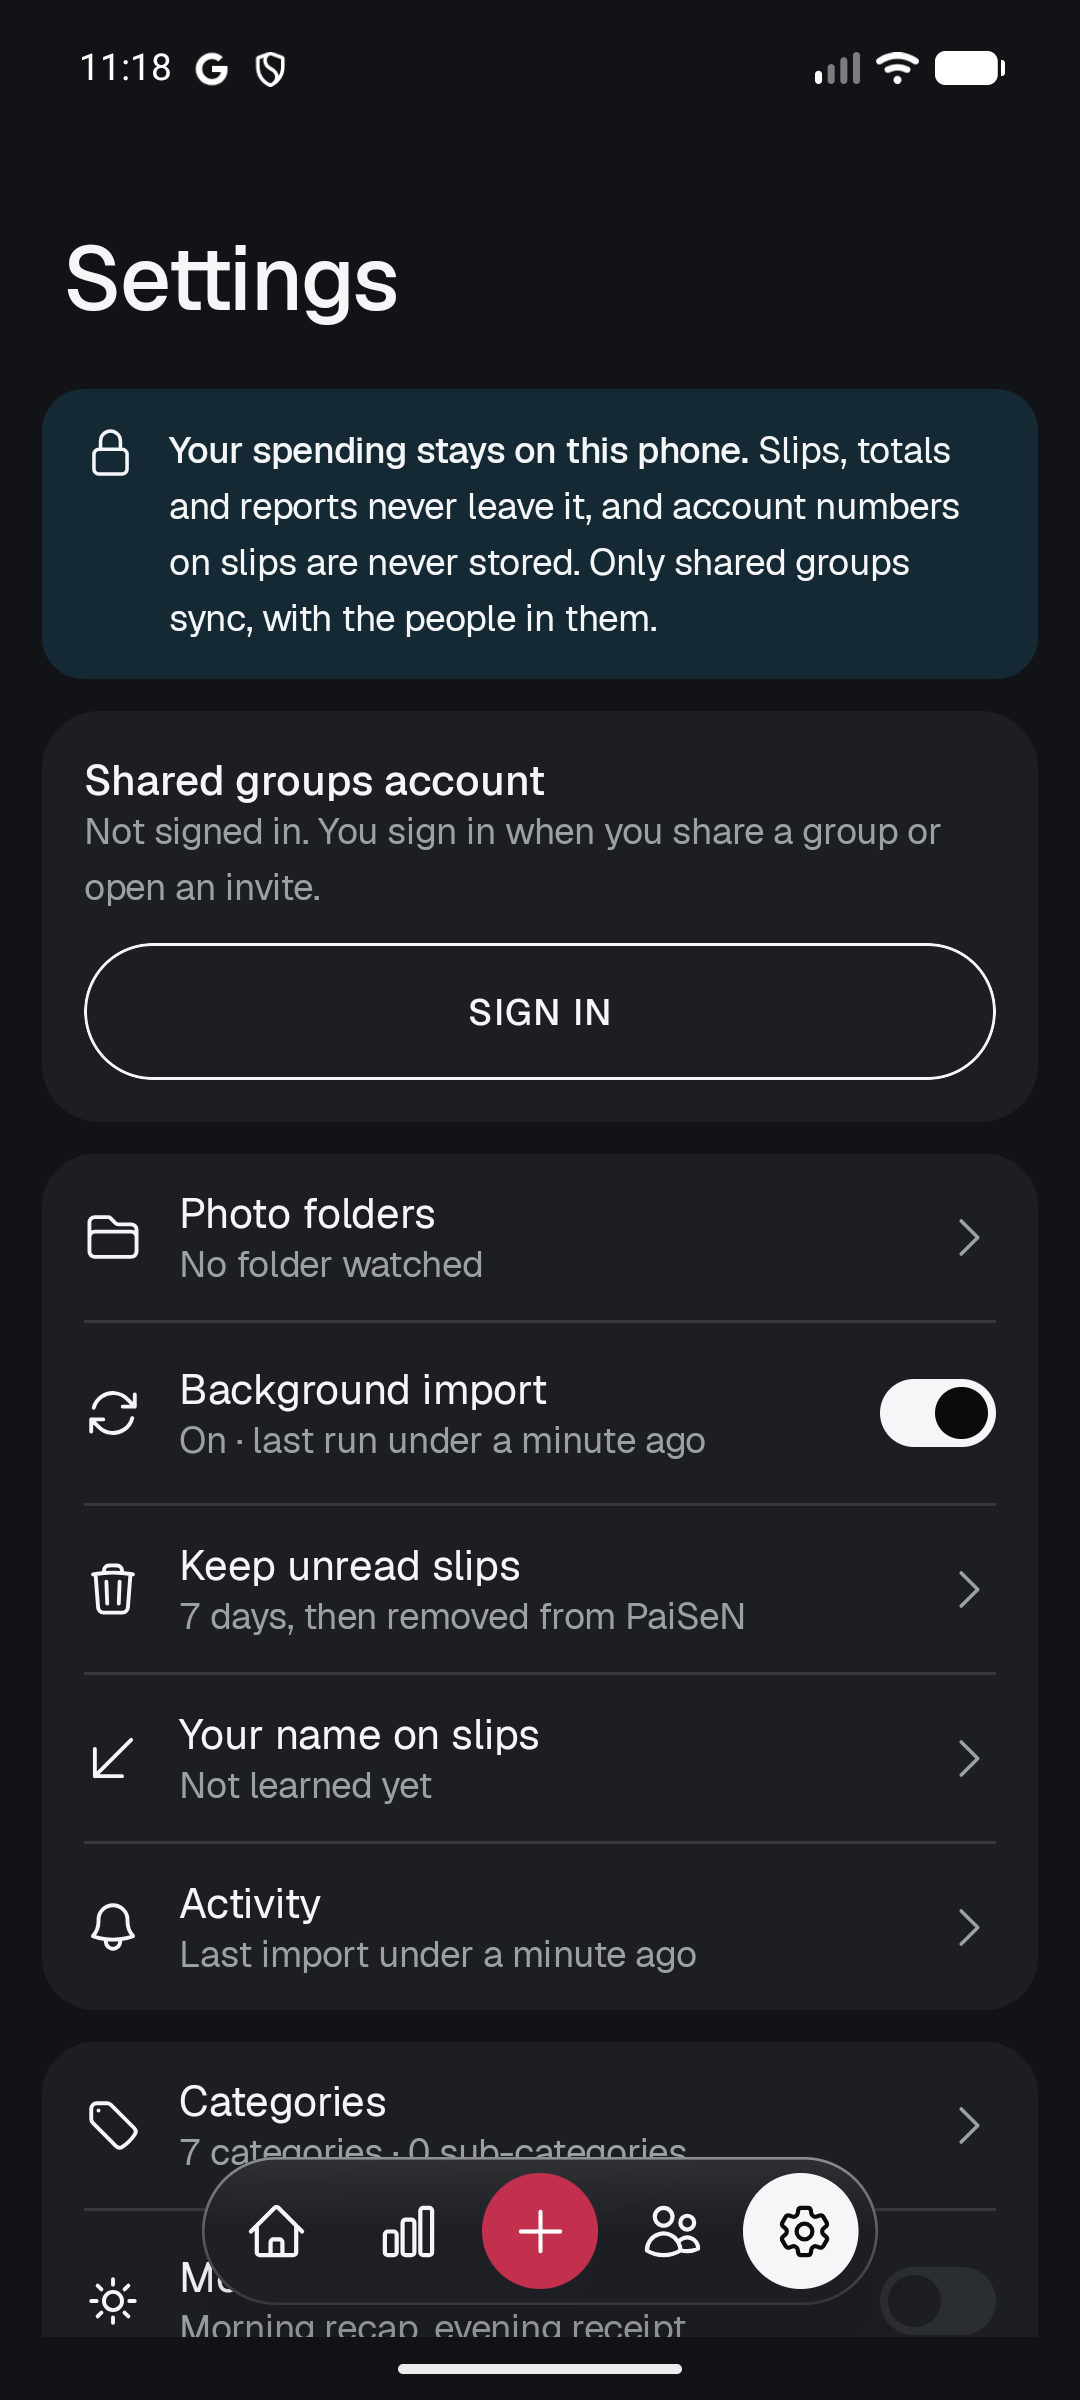 11:18
Settings
Your spending stays on this phone. Slips, totals
and reports never leave it, and account numbers
on slips are never stored. Only shared groups
sync, with the people in them.
Shared groups account
Not signed in. You sign in when you share a group or
open an invite.
SIGN IN
Photo folders
No folder watched
Background import
On · last run under a minute ago
Keep unread slips
7 days, then removed from PaiSeN
Your name on slips
Not learned yet
Activity
Last import under a minute ago
Categories
7 categories · 0 sub-categories
Morning recap, evening receipt